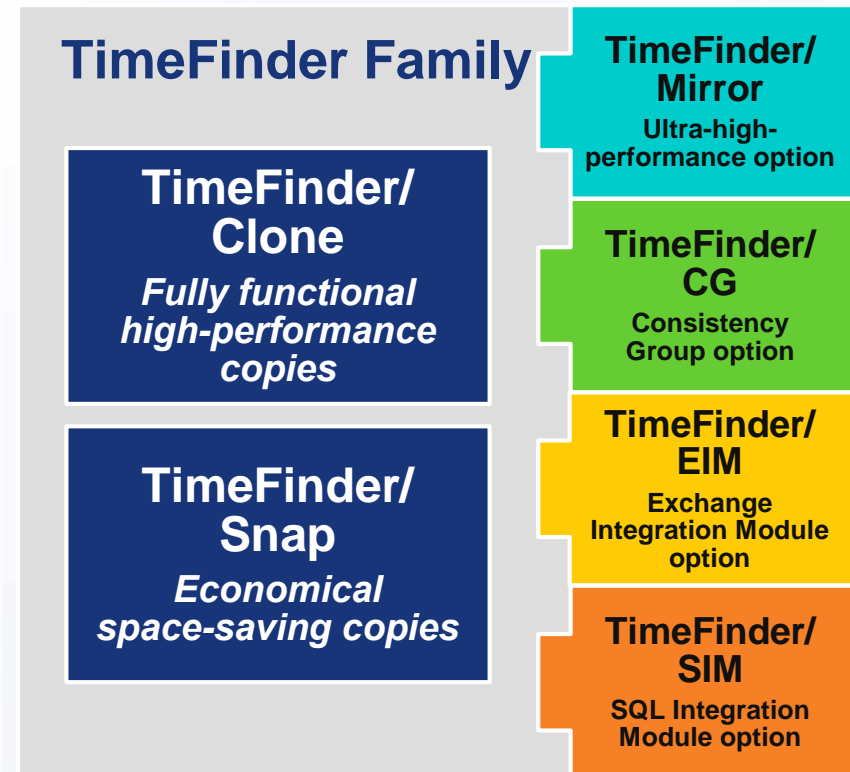 TimeFinder Family
TimeFinder/
Clone
Fully functional
high-performance
copies
TimeFinder/
Snap
Economical
space-saving copies
TimeFinder/
Mirror
Ultra-high-
performance option
TimeFinder/
CG
Consistency
Group option
TimeFinder/
EIM
Exchange
Integration Module
option
TimeFinder/
SIM
SQL Integration
Module option